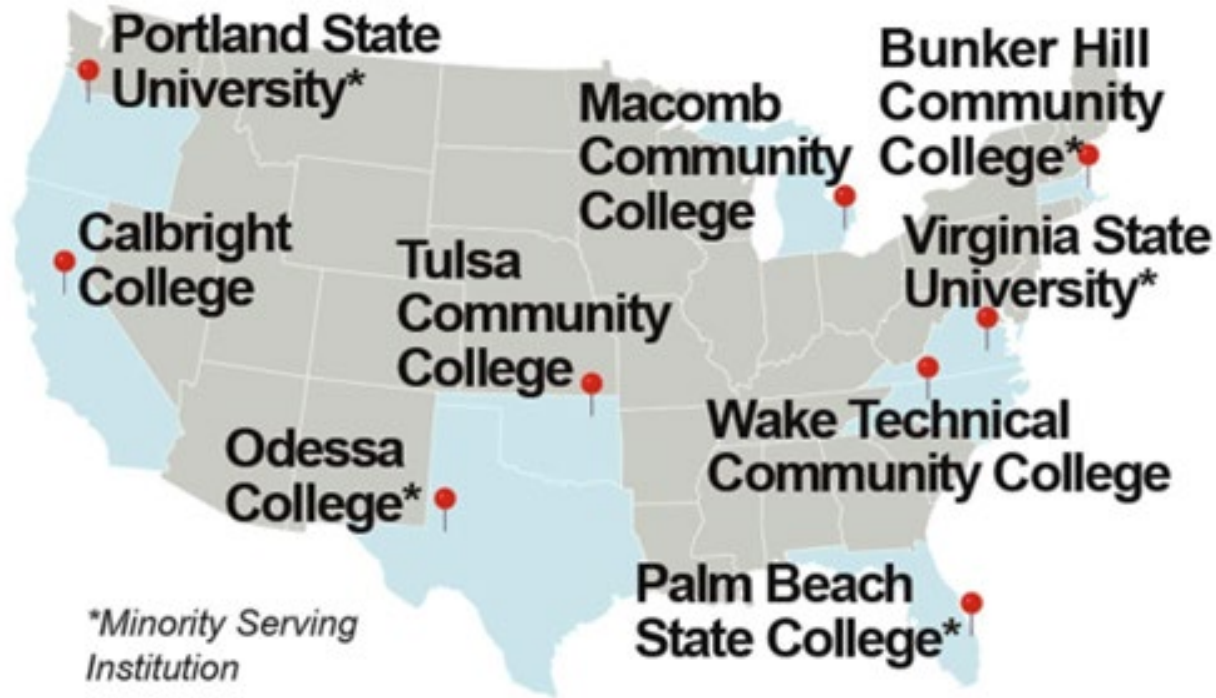 Portland State
University*
Bunker Hill
Community
College*
Macomb
Community
College
Calbright
College
Tulsa
Community
College
Virginia State
University*
Odessa
College*
Wake Technical
Community College
Palm Beach
State College*
*Minority Serving
Institution